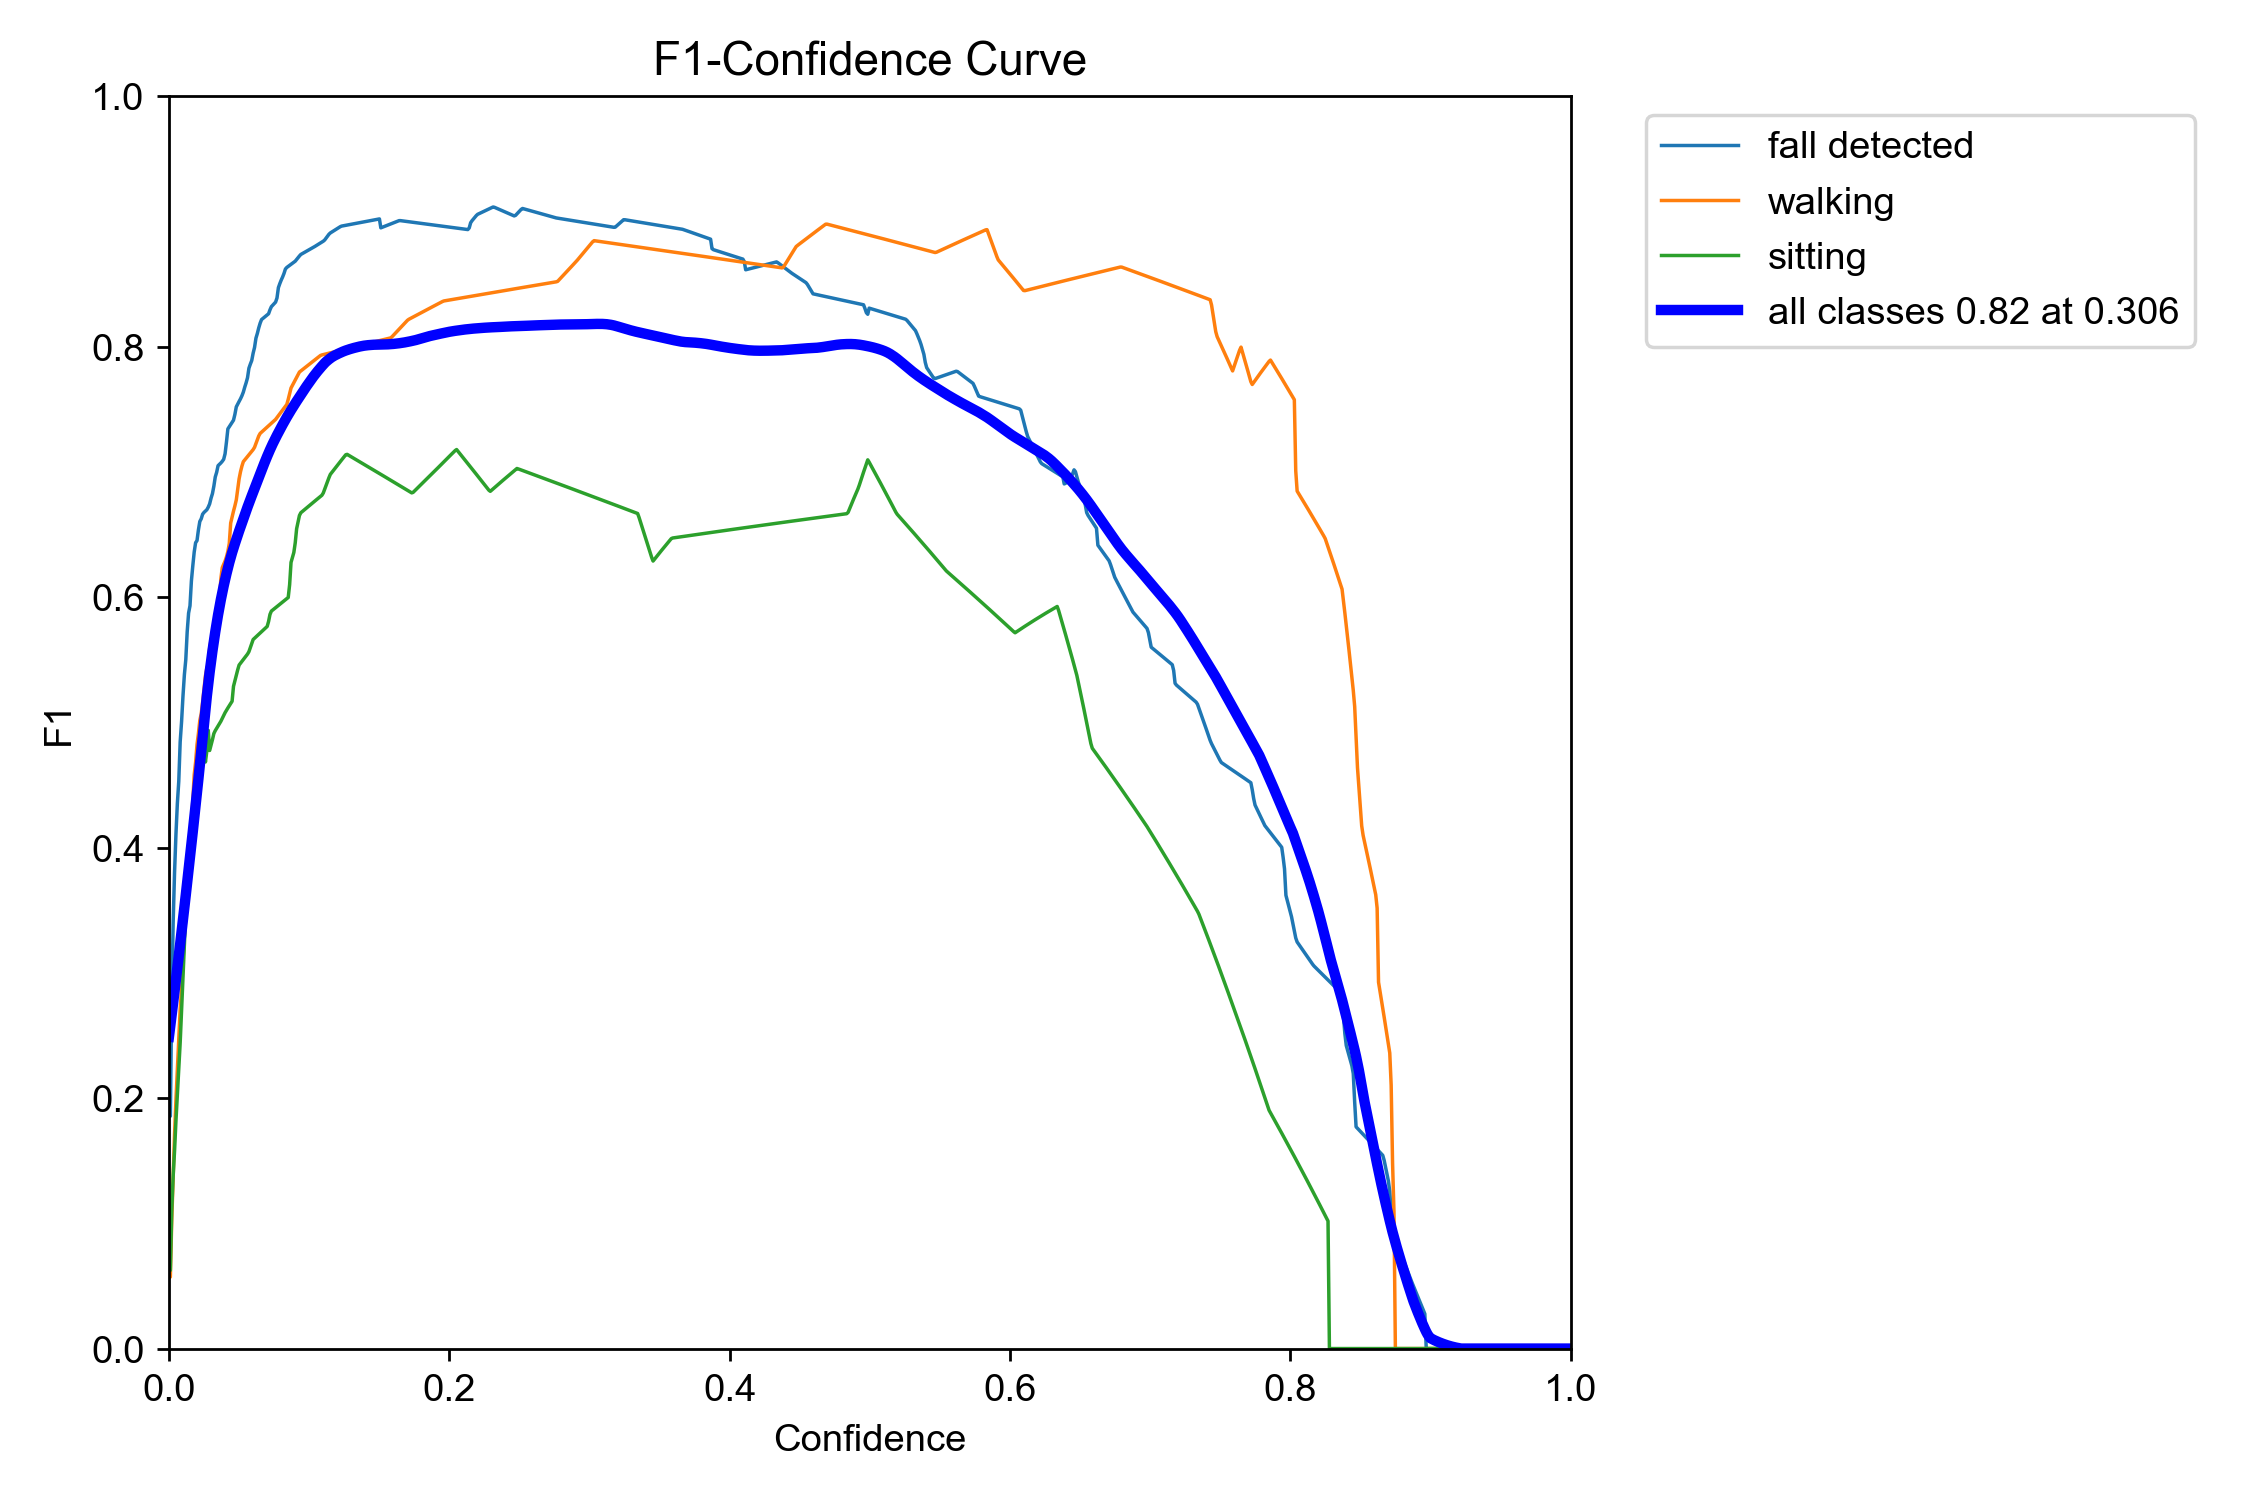 F1-Confidence Curve
1.0
0.8
0.6
0.4
0.2
0.0
F1
0.0 0.2 0.4 0.6 0.8 1.0
Confidence
fall detected
walking
sitting
all classes 0.82 at 0.306